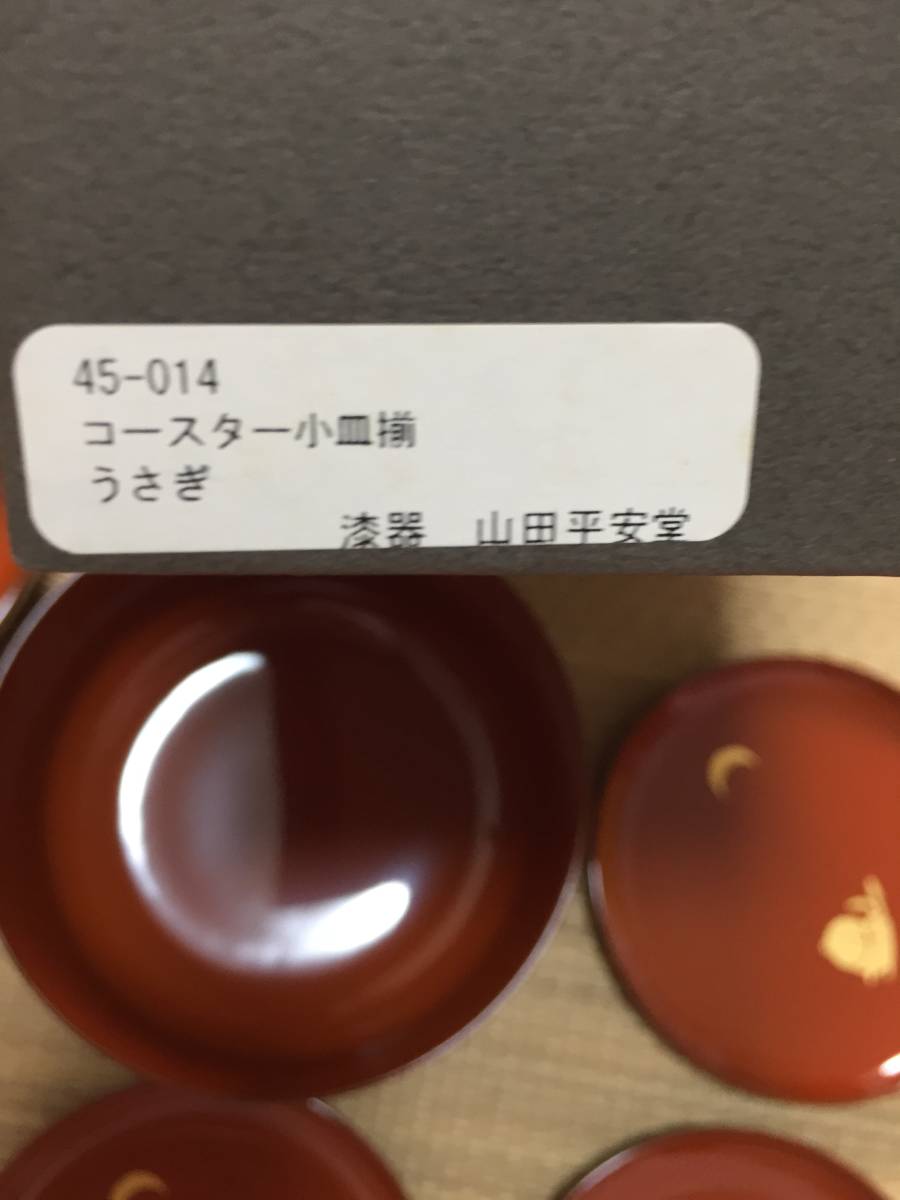 45-014
コースター小皿揃
うさぎ
漆器　山田平安堂